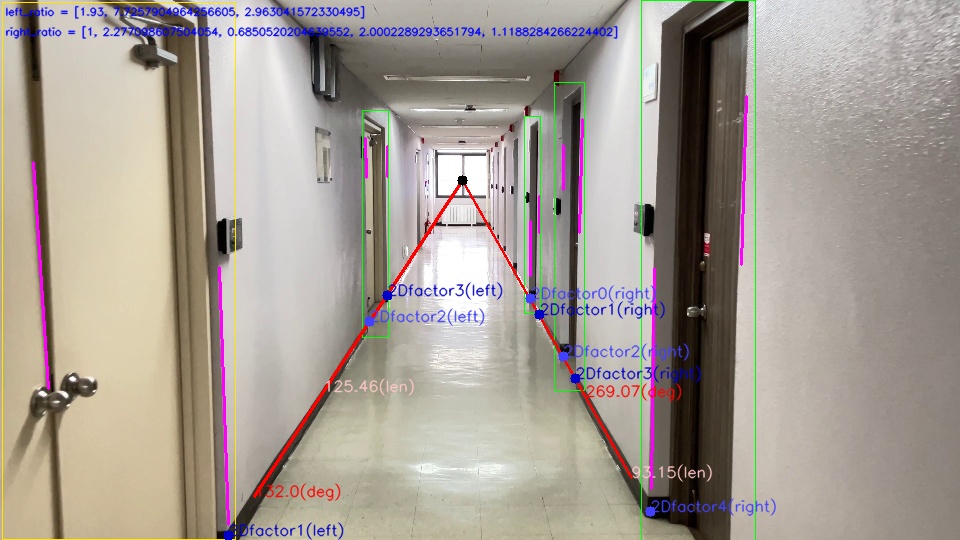 left_ratio = [1.93, 7.7257904964256605, 2.963041572330495]
right_ratio = [1, 2.277098607504054, 0.6850520204639552, 2.0002289293651794, 1.1188284266224402]
2Dfactor3(left)
2Dfactor0(right)
2Dfactor1(right)
2Dfactor2(left)
2Dfactor2(right)
2Dfactor3(right)
125.46(len)
269.07(deg)
93.15(len)
132.0(deg)
2Dfactor4(right)
2Dfactor1(left)